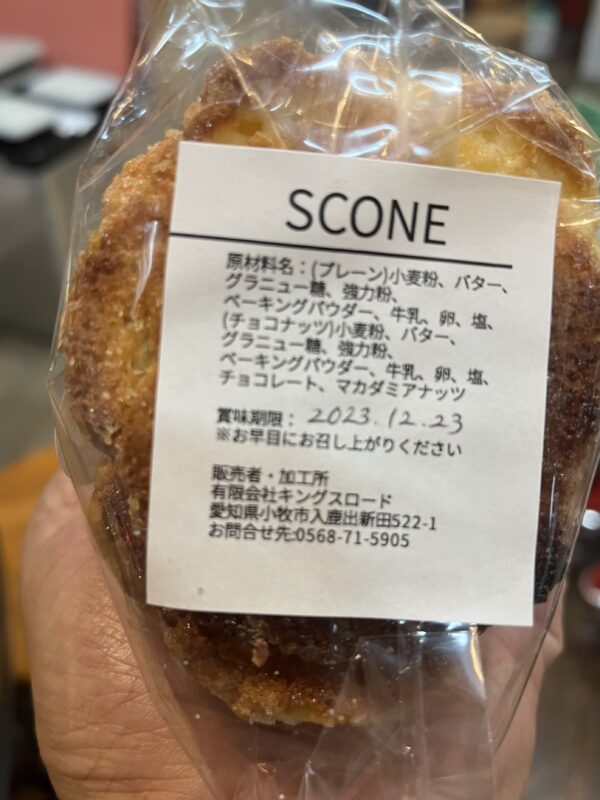 SCONE
原材料名：(プレーン)小麦粉、バター、
グラニュー糖、強力粉、
ベーキングパウダー、牛乳、卵、塩、
(チョコナッツ)小麦粉、バター、
グラニュー糖、強力粉、
ベーキングパウダー、牛乳、卵、塩、
チョコレート、マカダミアナッツ
賞味期限： 2023.12.23
※お早目にお召し上がりください
販売者・加工所
有限会社キングスロード
愛知県小牧市入鹿出新田522-1
お問合せ先:0568-71-5905